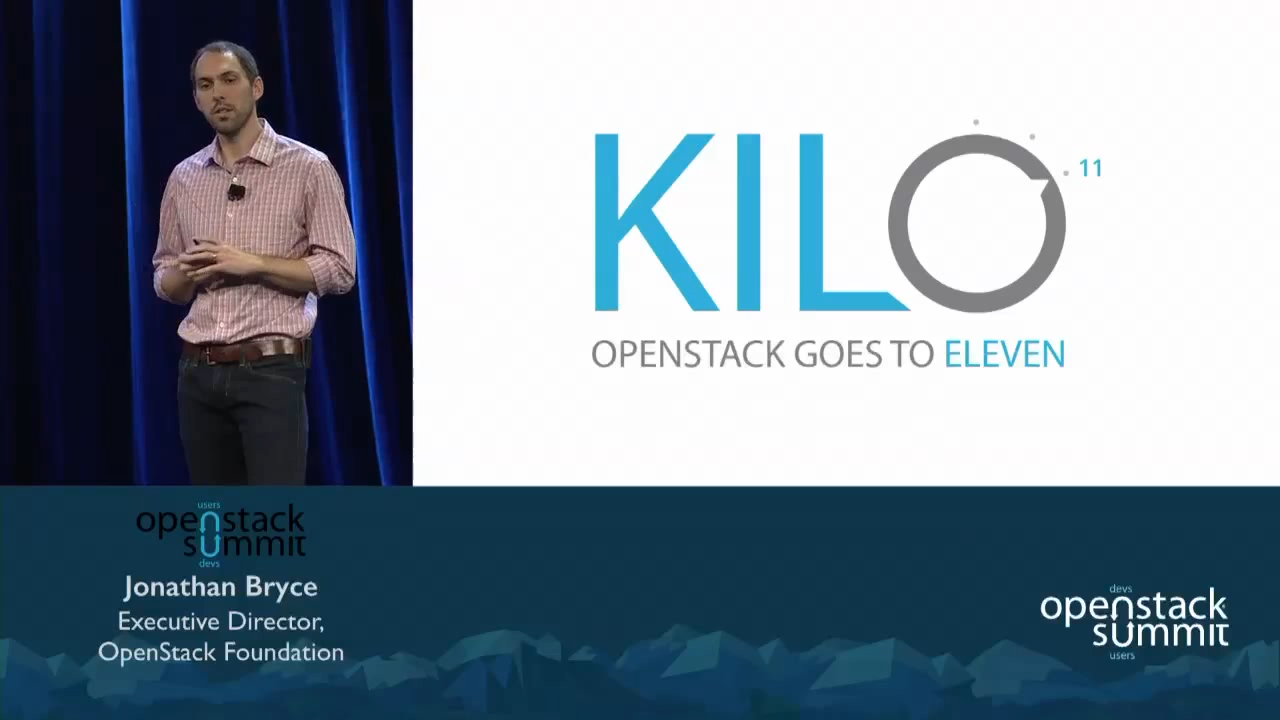 KILO
11
OPENSTACK GOES TO ELEVEN
users
openstack
summit
devs
Jonathan Bryce
Executive Director,
OpenStack Foundation
devs
openstack
summit
users